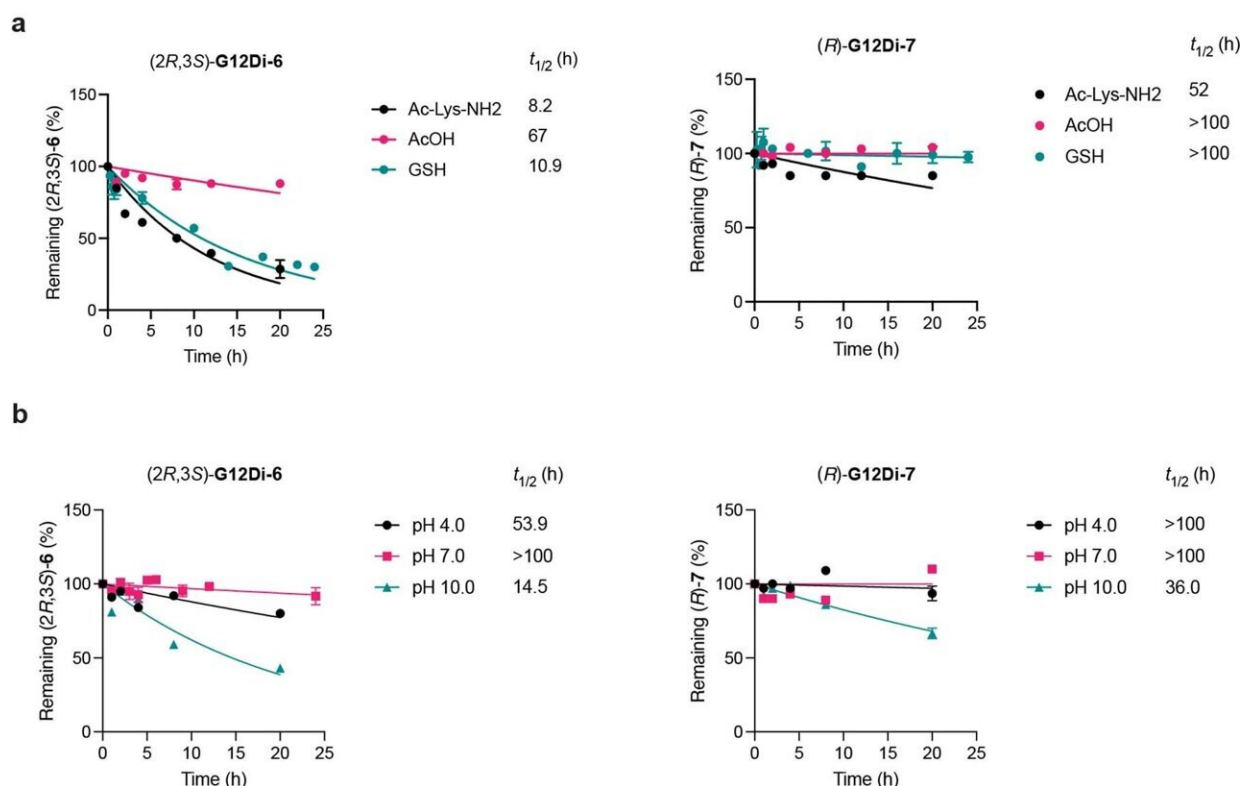 a
(2R,3S)-G12Di-6
t1/2 (h)
Ac-Lys-NH2 8.2
AcOH 67
GSH 10.9
Remaining (2R,3S)-6 (%)
150
100
50
0
0 5 10 15 20 25
Time (h)
(R)-G12Di-7
t1/2 (h)
Ac-Lys-NH2 52
AcOH >100
GSH >100
Remaining (R)-7 (%)
150
100
50
0
0 5 10 15 20 25
Time (h)
b
(2R,3S)-G12Di-6
t1/2 (h)
pH 4.0 53.9
pH 7.0 >100
pH 10.0 14.5
Remaining (2R,3S)-6 (%)
150
100
50
0
0 5 10 15 20 25
Time (h)
(R)-G12Di-7
t1/2 (h)
pH 4.0 >100
pH 7.0 >100
pH 10.0 36.0
Remaining (R)-7 (%)
150
100
50
0
0 5 10 15 20 25
Time (h)